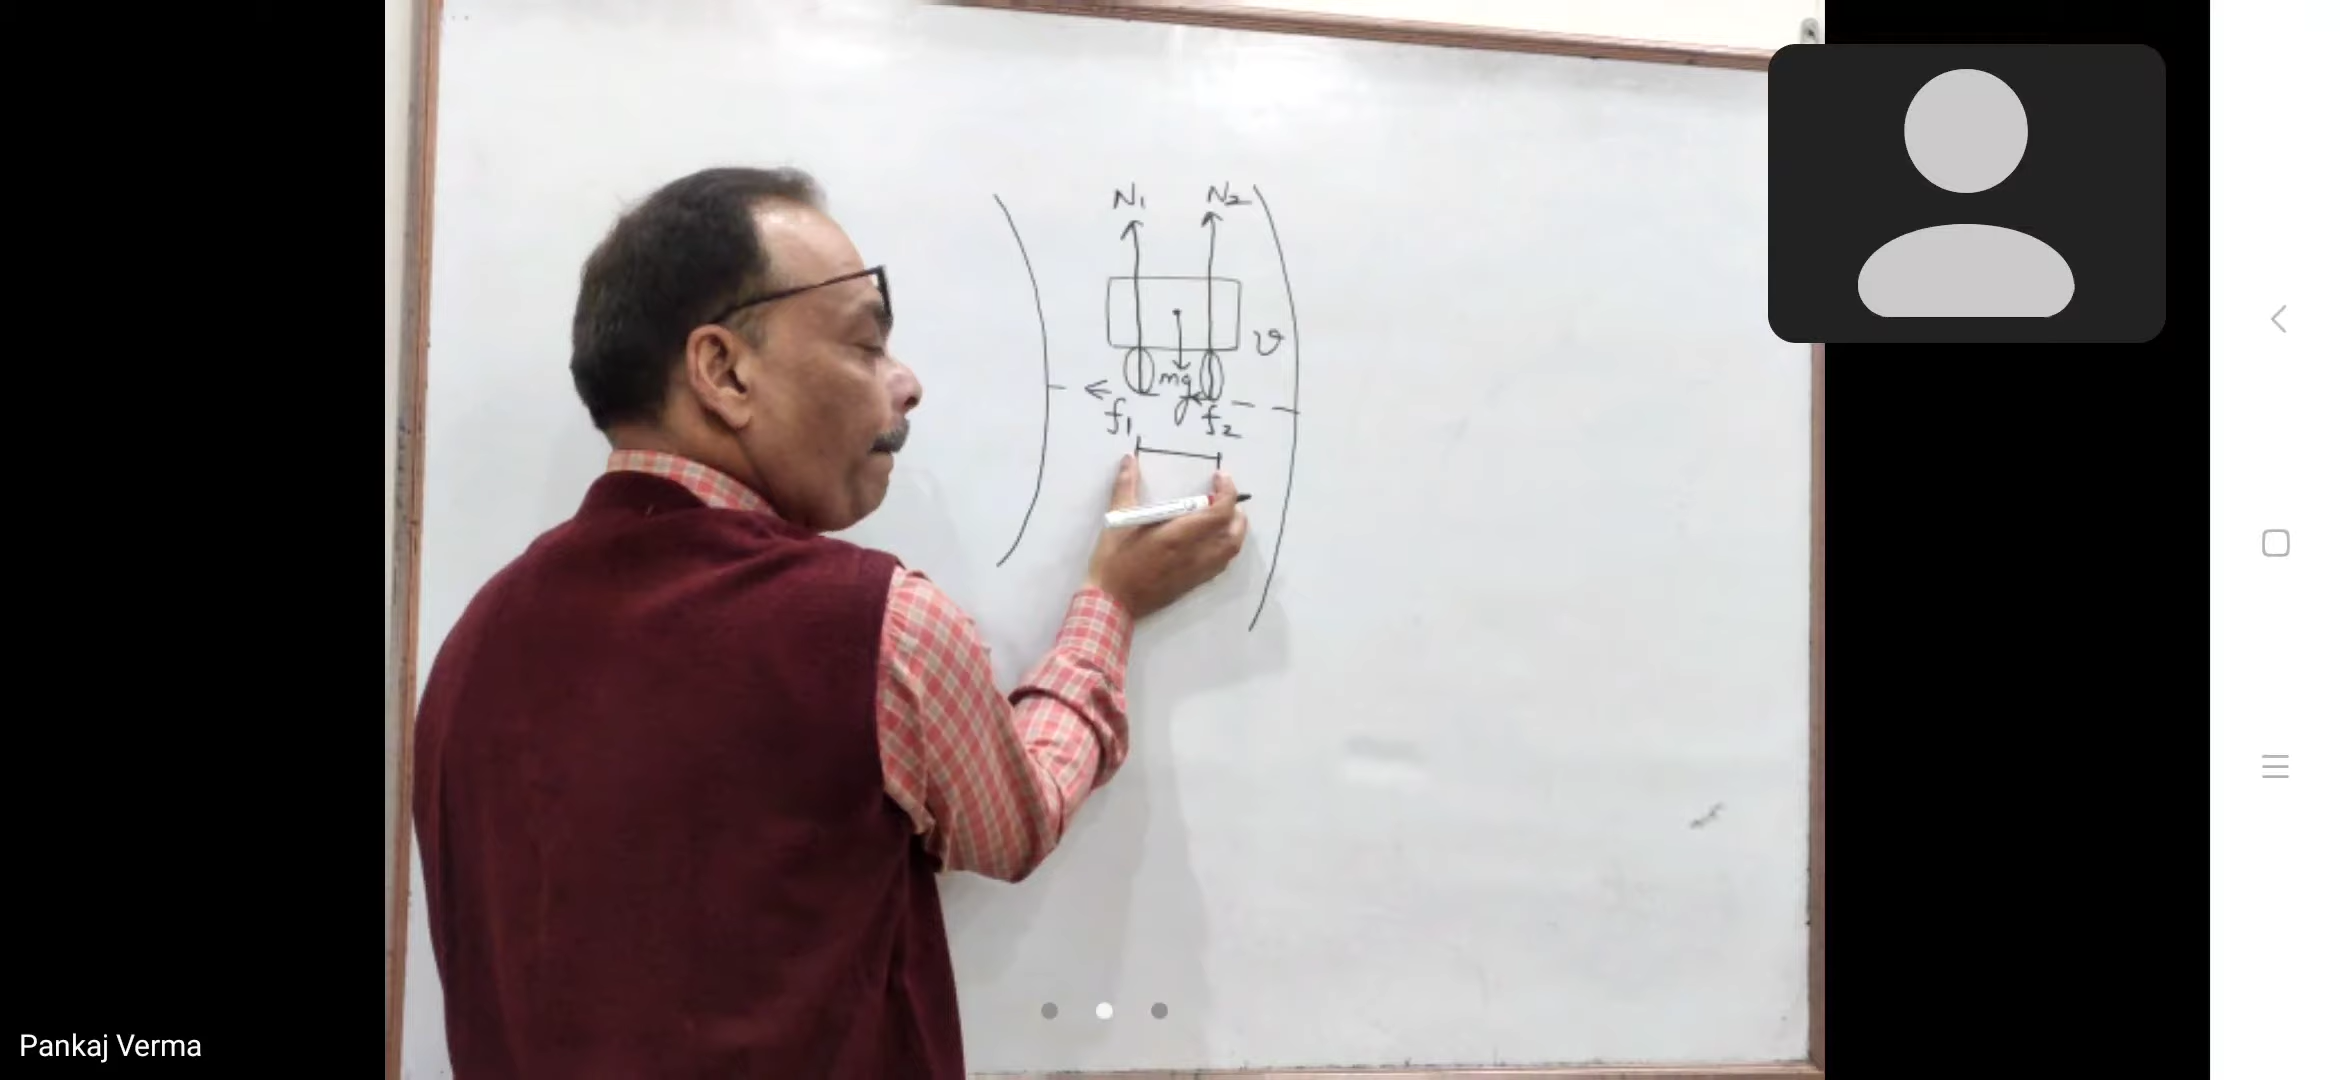 N₁ N₂
v
mg
f₁ f₂
Pankaj Verma